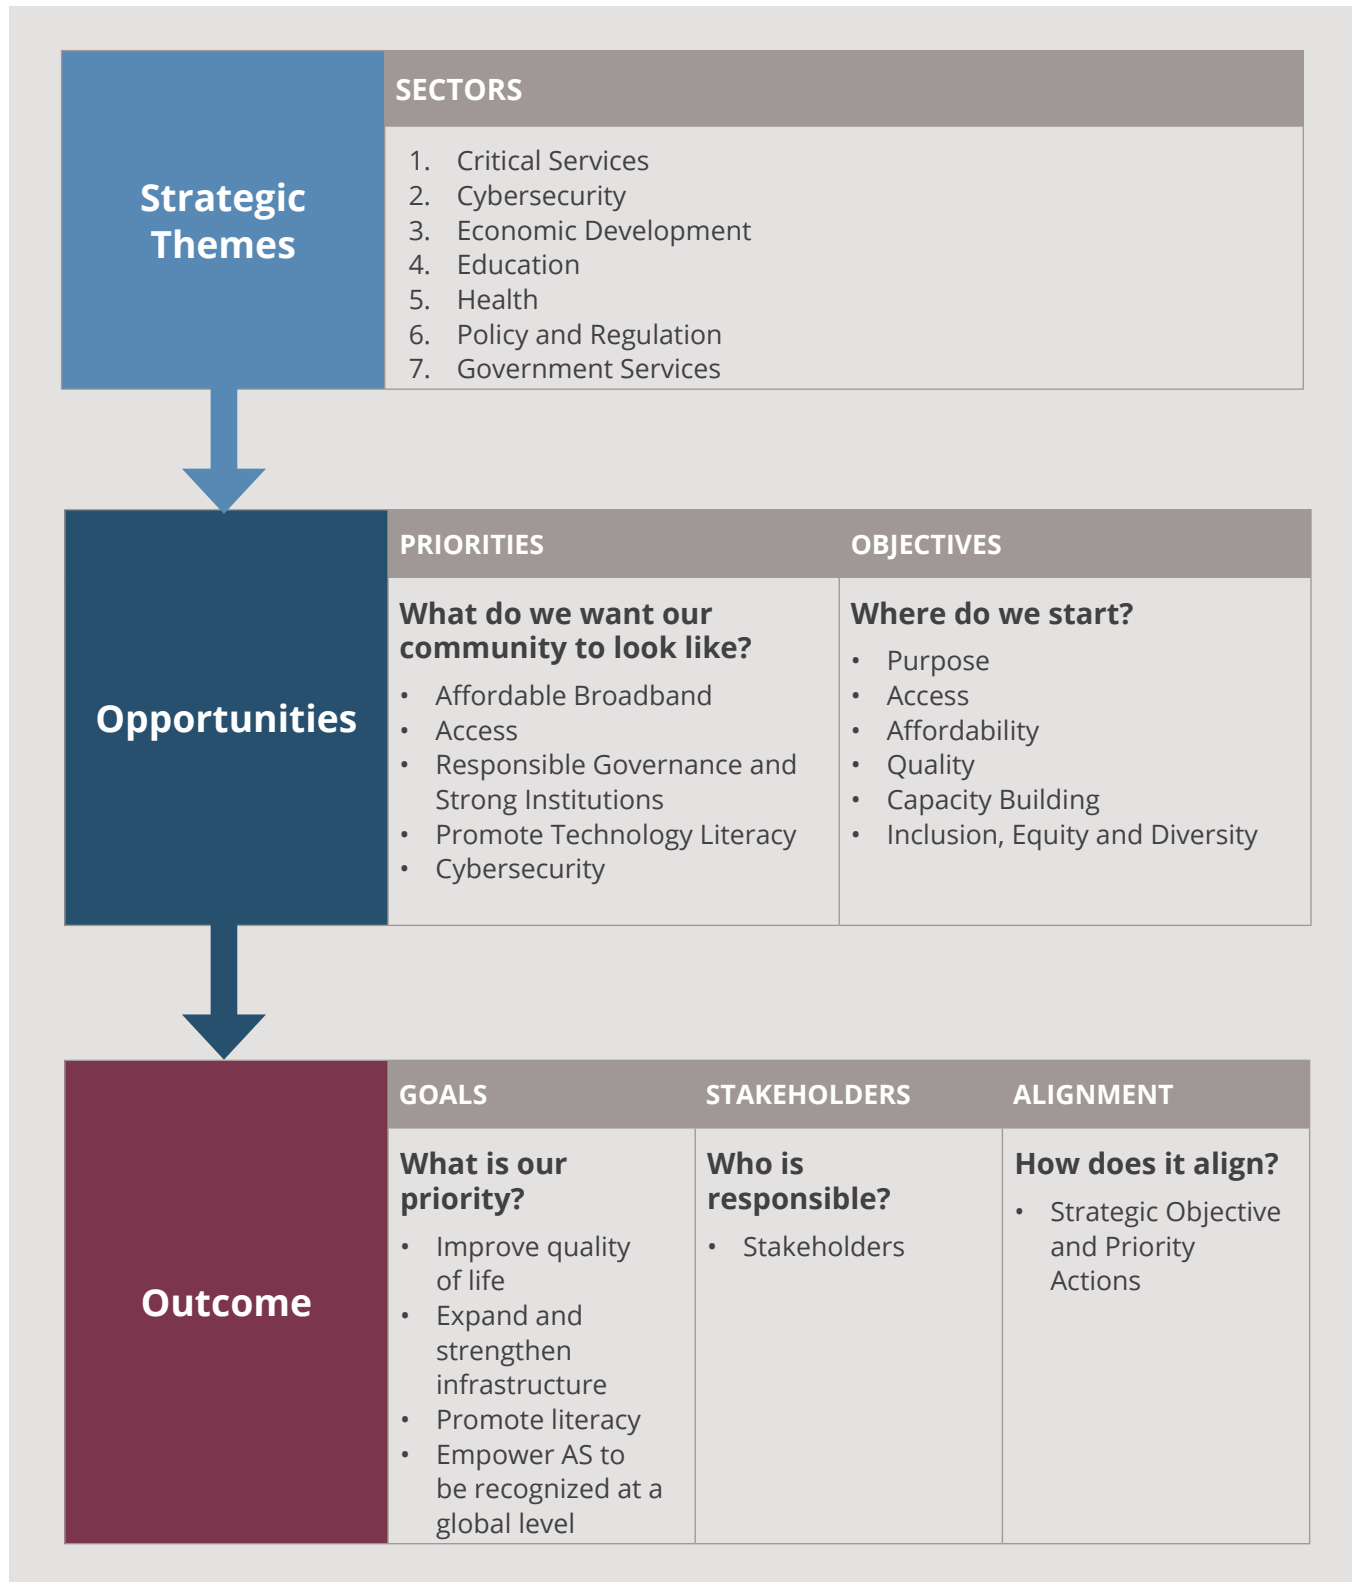 Strategic
Themes
SECTORS
1. Critical Services
2. Cybersecurity
3. Economic Development
4. Education
5. Health
6. Policy and Regulation
7. Government Services
Opportunities
PRIORITIES
What do we want our
community to look like?
• Affordable Broadband
• Access
• Responsible Governance and
Strong Institutions
• Promote Technology Literacy
• Cybersecurity
OBJECTIVES
Where do we start?
• Purpose
• Access
• Affordability
• Quality
• Capacity Building
• Inclusion, Equity and Diversity
Outcome
GOALS
What is our
priority?
• Improve quality
of life
• Expand and
strengthen
infrastructure
• Promote literacy
• Empower AS to
be recognized at a
global level
STAKEHOLDERS
Who is
responsible?
• Stakeholders
ALIGNMENT
How does it align?
• Strategic Objective
and Priority
Actions